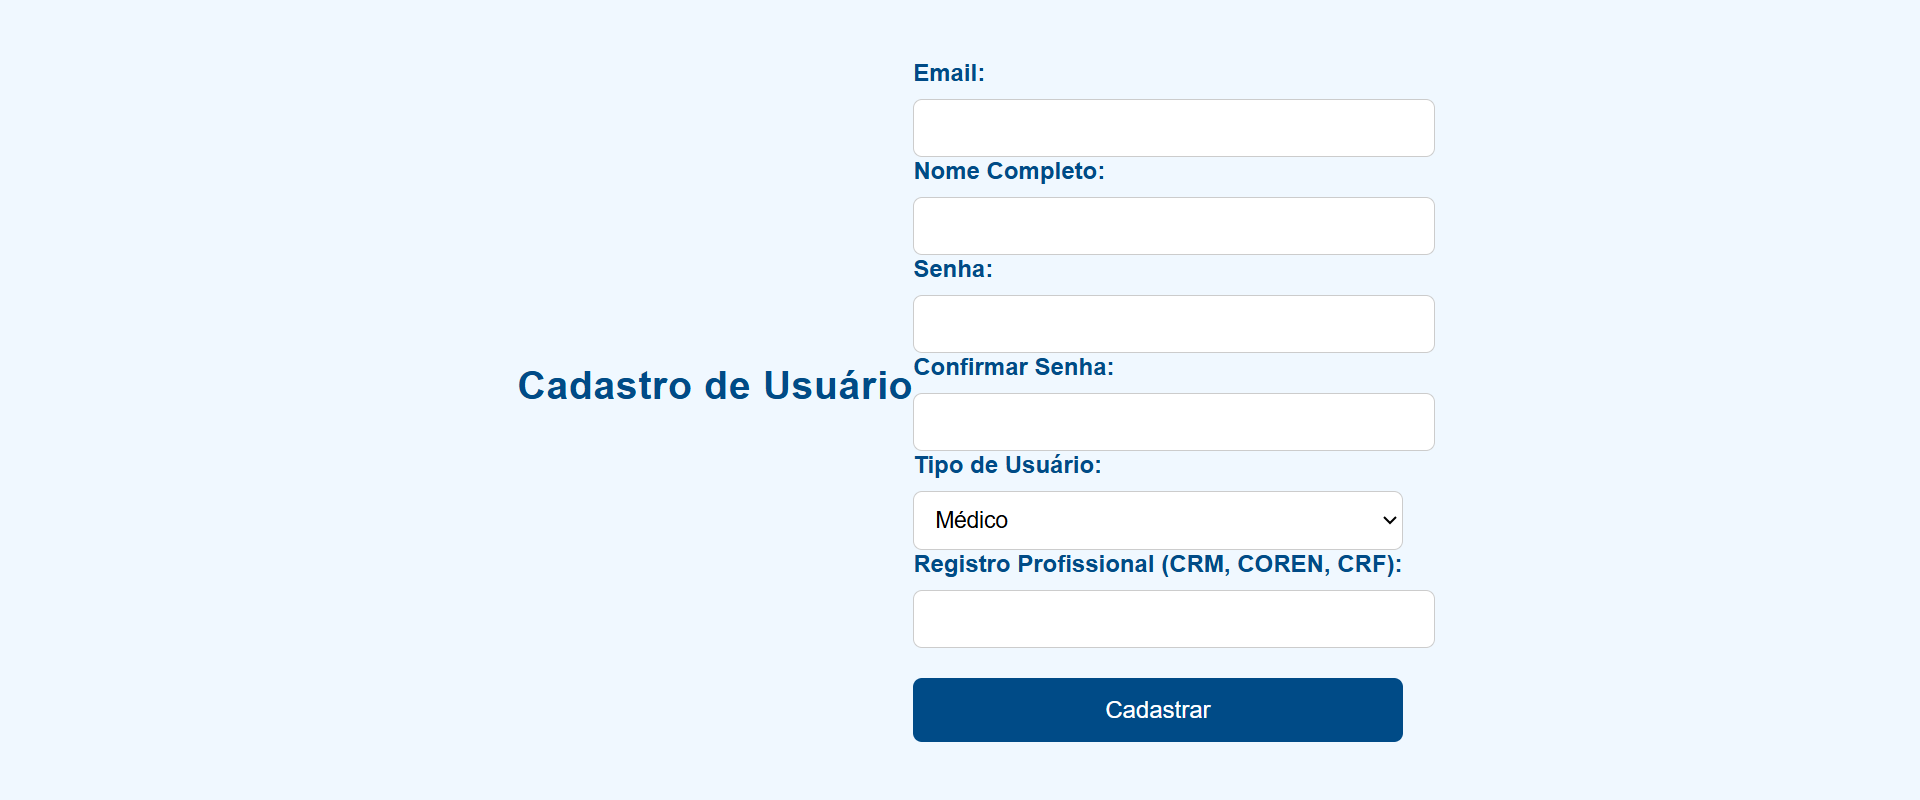 Cadastro de Usuário
Email:
Nome Completo:
Senha:
Confirmar Senha:
Tipo de Usuário:
Médico
Registro Profissional (CRM, COREN, CRF):
Cadastrar